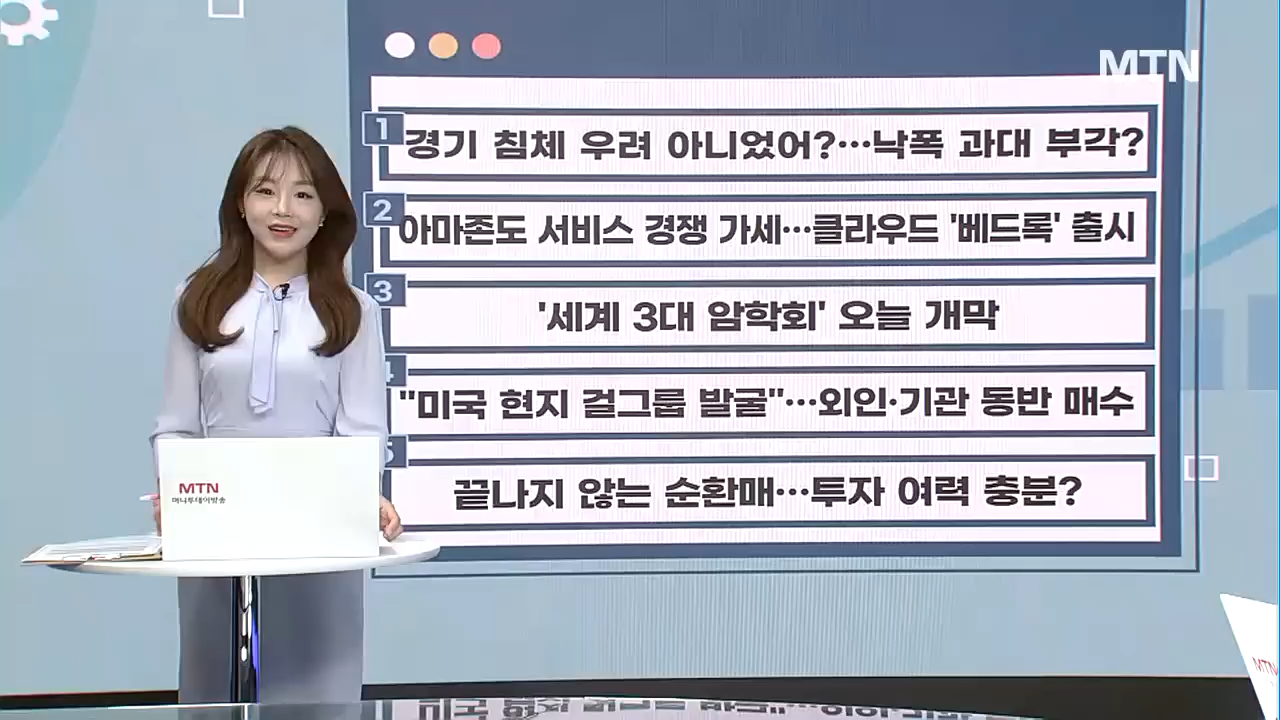 MTN
1
경기 침체 우려 아니었어?…낙폭 과대 부각?
2
아마존도 서비스 경쟁 가세…클라우드 '베드록' 출시
3
'세계 3대 암학회' 오늘 개막
4
"미국 현지 걸그룹 발굴"…외인·기관 동반 매수
5
끝나지 않는 순환매…투자 여력 충분?
MTN
머니투데이방송
MTN